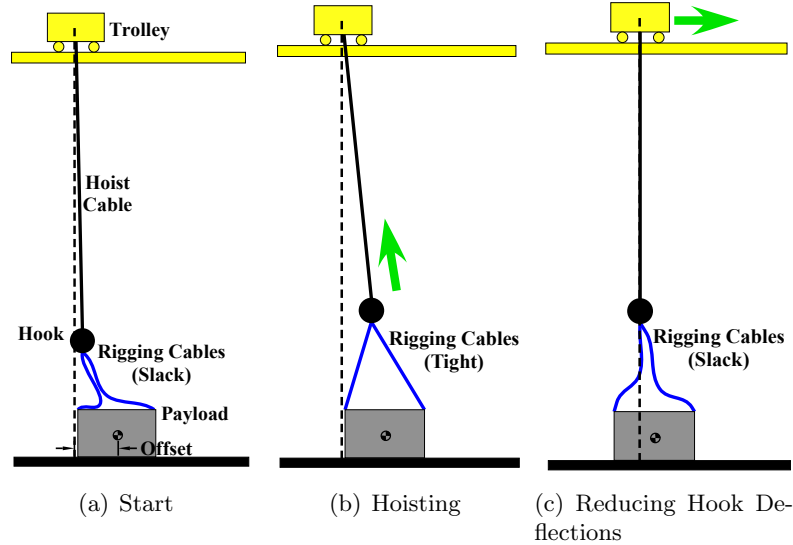 Trolley
Hoist
Cable
Hook
Rigging Cables
(Slack)
Payload
Offset
(a) Start
Rigging Cables
(Tight)
(b) Hoisting
Rigging Cables
(Slack)
(c) Reducing Hook De-
flections